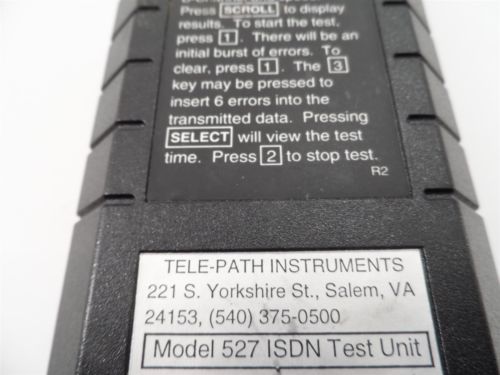 Press SCROLL to display
results. To start the test,
press 1. There will be an
initial burst of errors. To
clear, press 1. The 3
key may be pressed to
insert 6 errors into the
transmitted data. Pressing
SELECT will view the test
time. Press 2 to stop test.
R2
TELE-PATH INSTRUMENTS
221 S. Yorkshire St., Salem, VA
24153, (540) 375-0500
Model 527 ISDN Test Unit